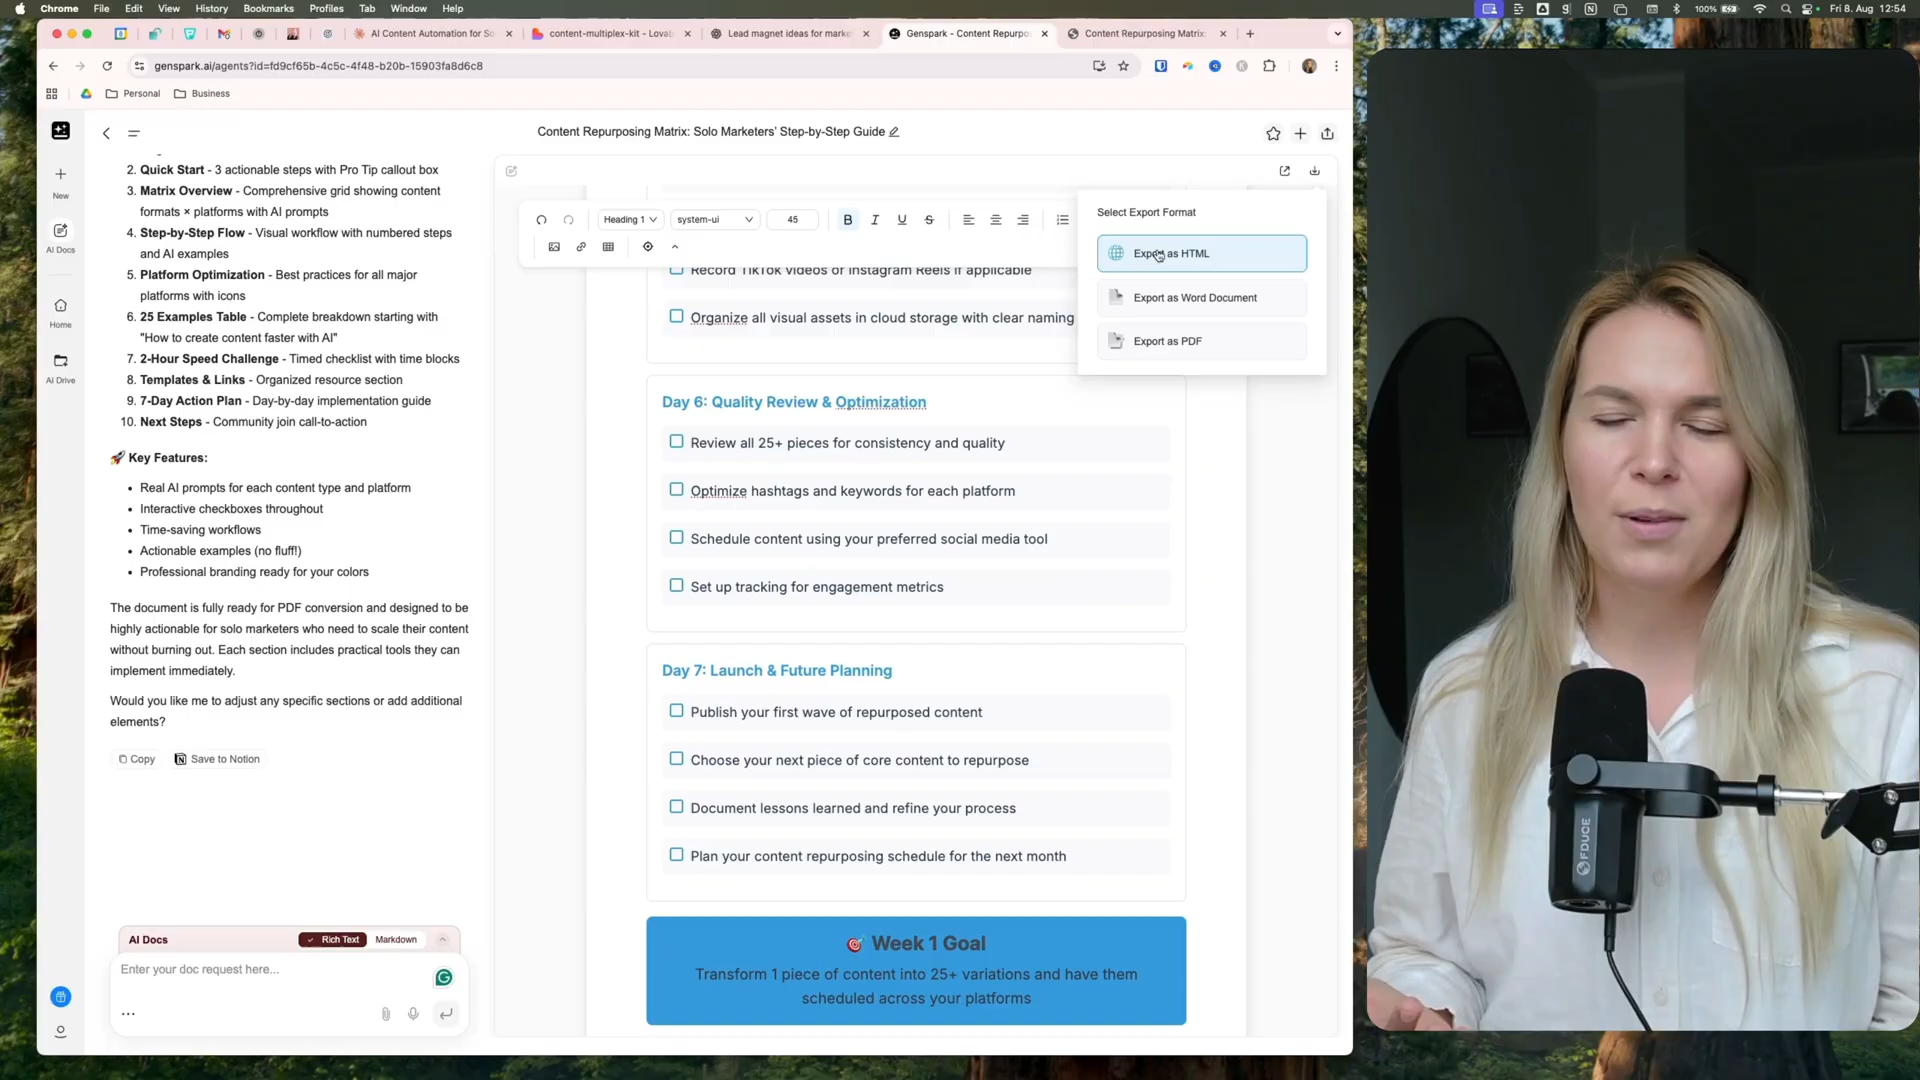 Chrome File Edit View History Bookmarks Profiles Tab Window Help
100% Fri 8. Aug 12:54
AI Content Automation for So
content-multiplex-kit - Lovab
Lead magnet ideas for marke
Genspark - Content Repurpos
Content Repurposing Matrix:
genspark.ai/agents?id=fd9cf65b-4c5c-4f48-b20b-15903fa8d6c8
Personal Business
Content Repurposing Matrix: Solo Marketers' Step-by-Step Guide
New
AI Docs
Home
AI Drive
2. Quick Start - 3 actionable steps with Pro Tip callout box
3. Matrix Overview - Comprehensive grid showing content
formats × platforms with AI prompts
4. Step-by-Step Flow - Visual workflow with numbered steps
and AI examples
5. Platform Optimization - Best practices for all major
platforms with icons
6. 25 Examples Table - Complete breakdown starting with
"How to create content faster with AI"
7. 2-Hour Speed Challenge - Timed checklist with time blocks
8. Templates & Links - Organized resource section
9. 7-Day Action Plan - Day-by-day implementation guide
10. Next Steps - Community join call-to-action
🚀 Key Features:
• Real AI prompts for each content type and platform
• Interactive checkboxes throughout
• Time-saving workflows
• Actionable examples (no fluff!)
• Professional branding ready for your colors
The document is fully ready for PDF conversion and designed to be
highly actionable for solo marketers who need to scale their content
without burning out. Each section includes practical tools they can
implement immediately.
Would you like me to adjust any specific sections or add additional
elements?
Copy Save to Notion
AI Docs Rich Text Markdown
Enter your doc request here...
Heading 1 system-ui 45 B I U S
Select Export Format
Export as HTML
Export as Word Document
Export as PDF
Record TikTok videos or Instagram Reels if applicable
Organize all visual assets in cloud storage with clear naming
Day 6: Quality Review & Optimization
Review all 25+ pieces for consistency and quality
Optimize hashtags and keywords for each platform
Schedule content using your preferred social media tool
Set up tracking for engagement metrics
Day 7: Launch & Future Planning
Publish your first wave of repurposed content
Choose your next piece of core content to repurpose
Document lessons learned and refine your process
Plan your content repurposing schedule for the next month
🎯 Week 1 Goal
Transform 1 piece of content into 25+ variations and have them
scheduled across your platforms
FDUCE